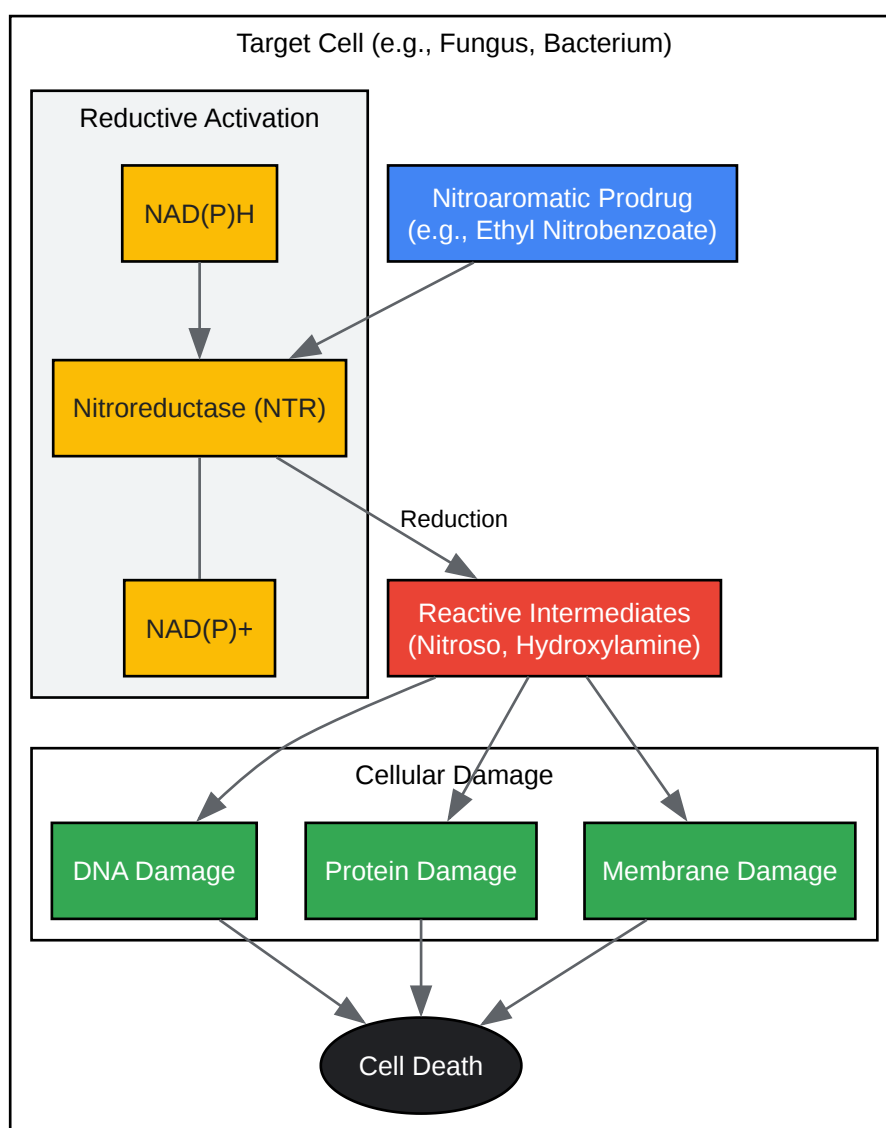 Target Cell (e.g., Fungus, Bacterium)
Reductive Activation
NAD(P)H
Nitroaromatic Prodrug
(e.g., Ethyl Nitrobenzoate)
Nitroreductase (NTR)
Reduction
NAD(P)+
Reactive Intermediates
(Nitroso, Hydroxylamine)
Cellular Damage
DNA Damage
Protein Damage
Membrane Damage
Cell Death